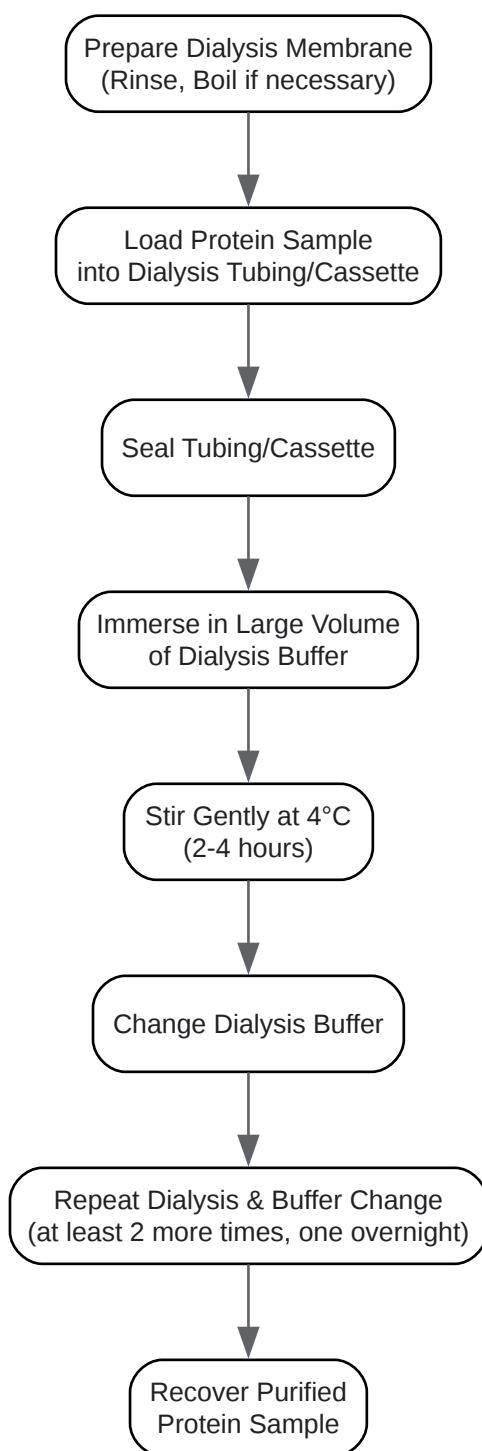 Prepare Dialysis Membrane
(Rinse, Boil if necessary)
Load Protein Sample
into Dialysis Tubing/Cassette
Seal Tubing/Cassette
Immerse in Large Volume
of Dialysis Buffer
Stir Gently at 4°C
(2-4 hours)
Change Dialysis Buffer
Repeat Dialysis & Buffer Change
(at least 2 more times, one overnight)
Recover Purified
Protein Sample